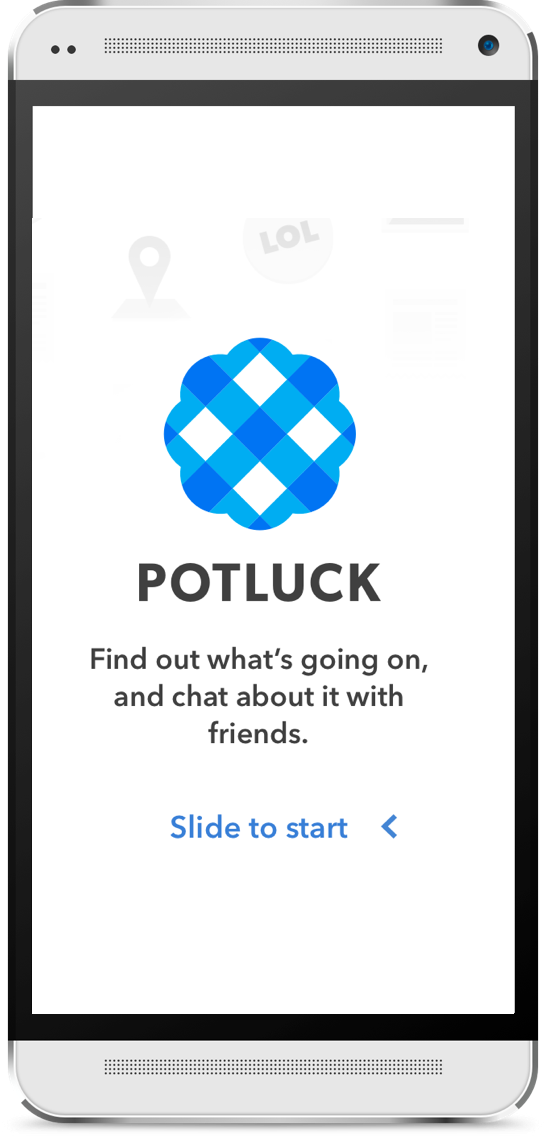 LOL
POTLUCK
Find out what's going on,
and chat about it with
friends.
Slide to start